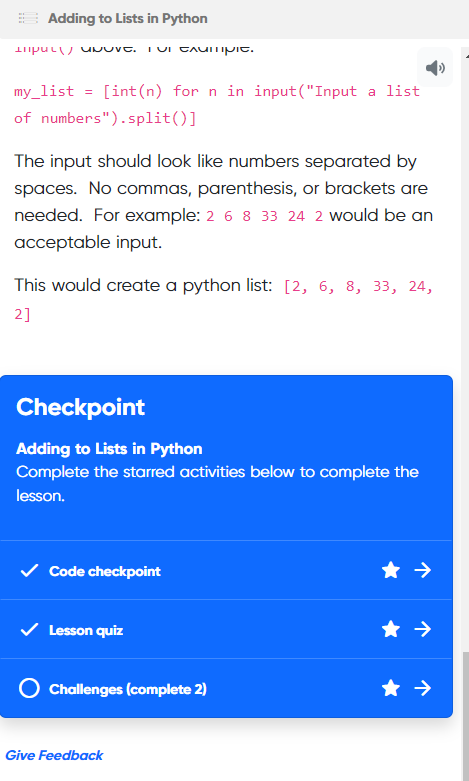 Adding to Lists in Python
input() above. For example:
my_list = [int(n) for n in input("Input a list
of numbers").split()]
The input should look like numbers separated by
spaces. No commas, parenthesis, or brackets are
needed. For example: 2 6 8 33 24 2 would be an
acceptable input.
This would create a python list: [2, 6, 8, 33, 24,
2]
Checkpoint
Adding to Lists in Python
Complete the starred activities below to complete the
lesson.
Code checkpoint
Lesson quiz
Challenges (complete 2)
Give Feedback